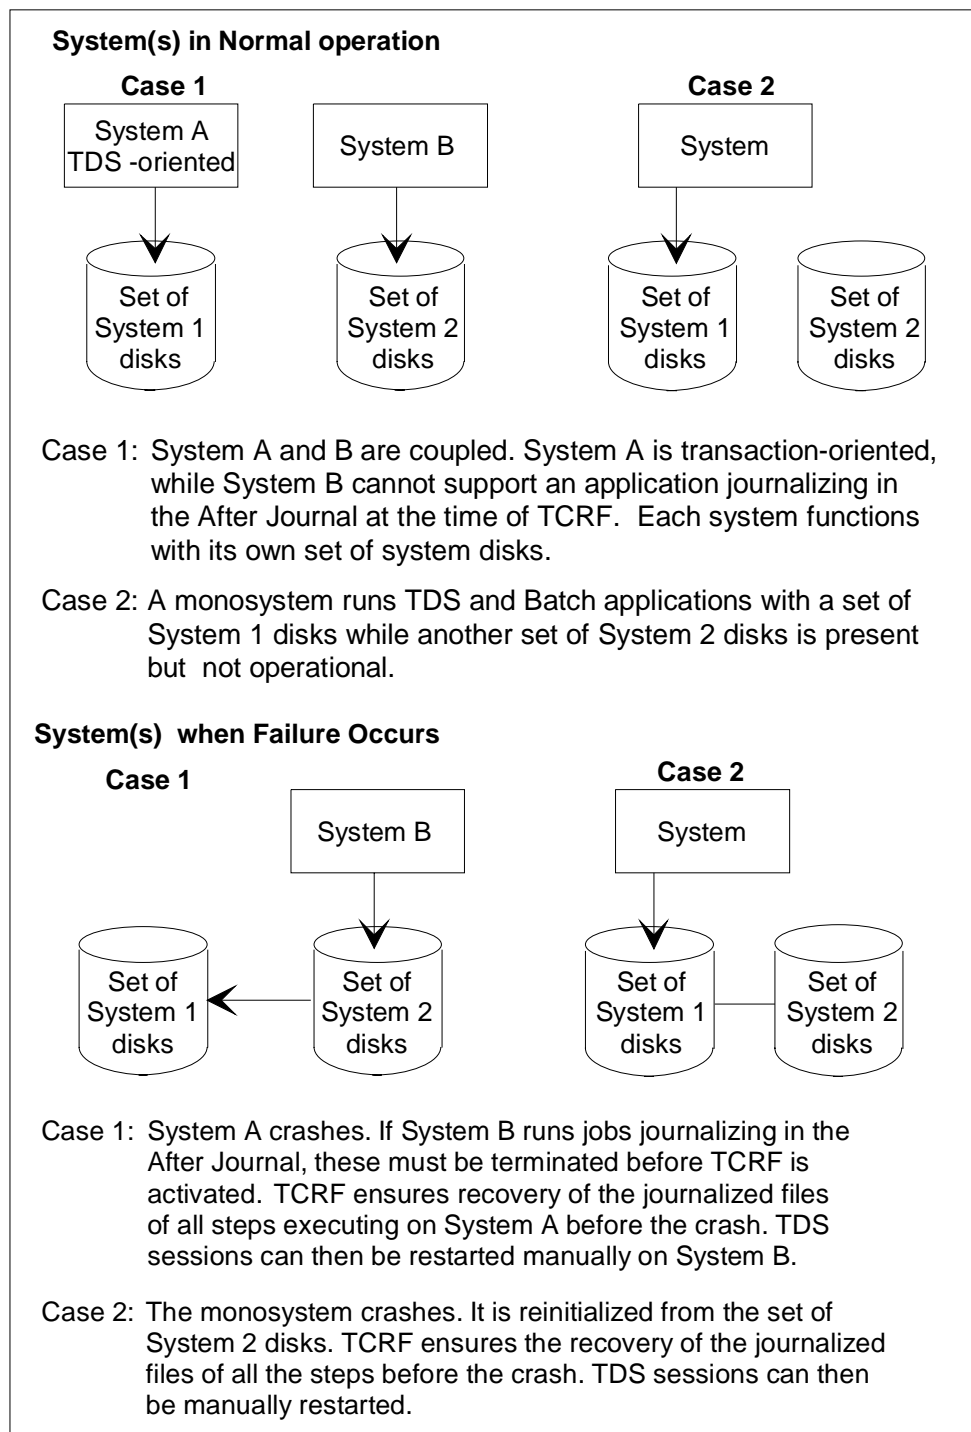 System(s) in Normal operation
Case 1
Case 2
System A
TDS -oriented
System B
System
Set of
System 1
disks
Set of
System 2
disks
Set of
System 1
disks
Set of
System 2
disks
Case 1: System A and B are coupled. System A is transaction-oriented,
while System B cannot support an application journalizing in
the After Journal at the time of TCRF. Each system functions
with its own set of system disks.
Case 2: A monosystem runs TDS and Batch applications with a set of
System 1 disks while another set of System 2 disks is present
but not operational.
System(s) when Failure Occurs
Case 1
Case 2
System B
System
Set of
System 1
disks
Set of
System 2
disks
Set of
System 1
disks
Set of
System 2
disks
Case 1: System A crashes. If System B runs jobs journalizing in the
After Journal, these must be terminated before TCRF is
activated. TCRF ensures recovery of the journalized files
of all steps executing on System A before the crash. TDS
sessions can then be restarted manually on System B.
Case 2: The monosystem crashes. It is reinitialized from the set of
System 2 disks. TCRF ensures the recovery of the journalized
files of all the steps before the crash. TDS sessions can then
be manually restarted.